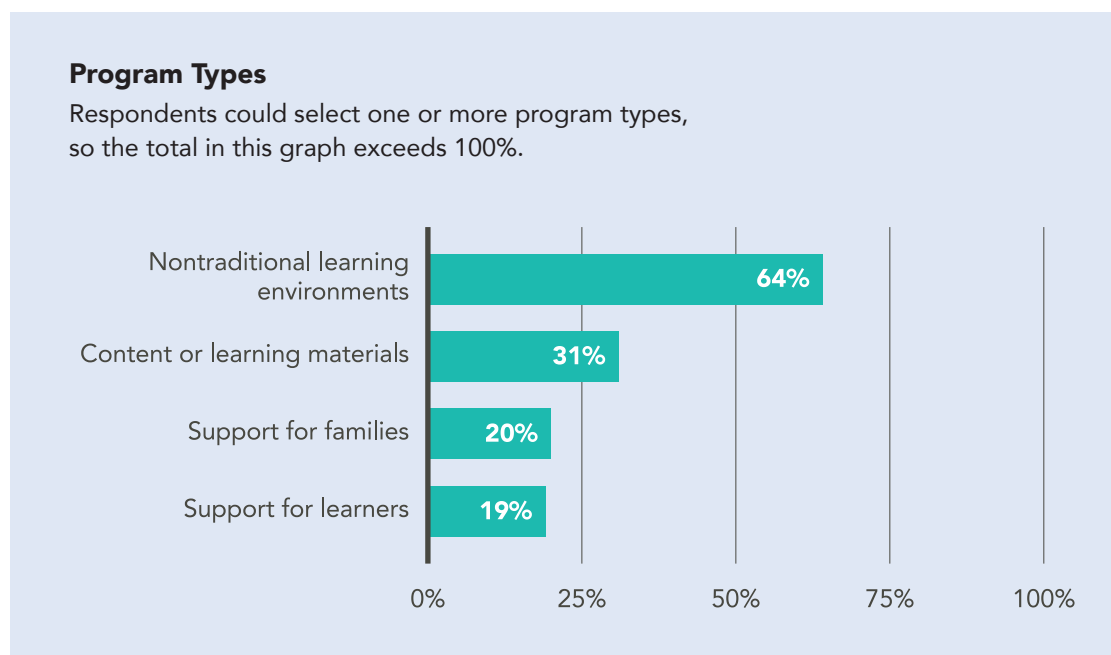 Program Types
Respondents could select one or more program types,
so the total in this graph exceeds 100%.
Nontraditional learning
environments
64%
Content or learning materials
31%
Support for families
20%
Support for learners
19%
0%
25%
50%
75%
100%